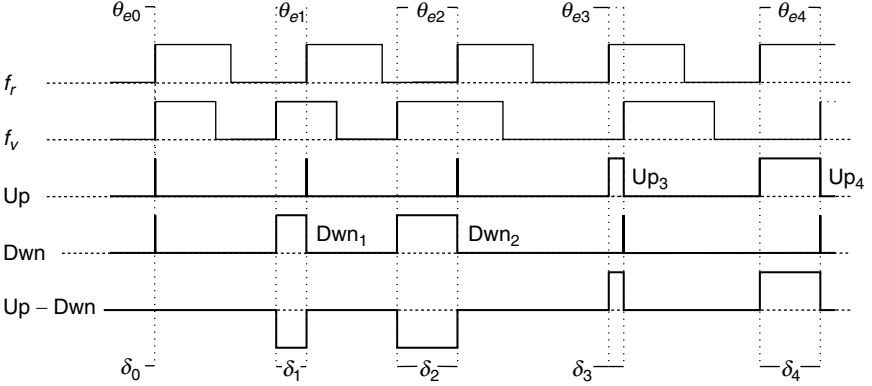 θe0 θe1 θe2 θe3 θe4
fr
fv
Up Up3 Up4
Dwn Dwn1 Dwn2
Up – Dwn
δ0 δ1 δ2 δ3 δ4